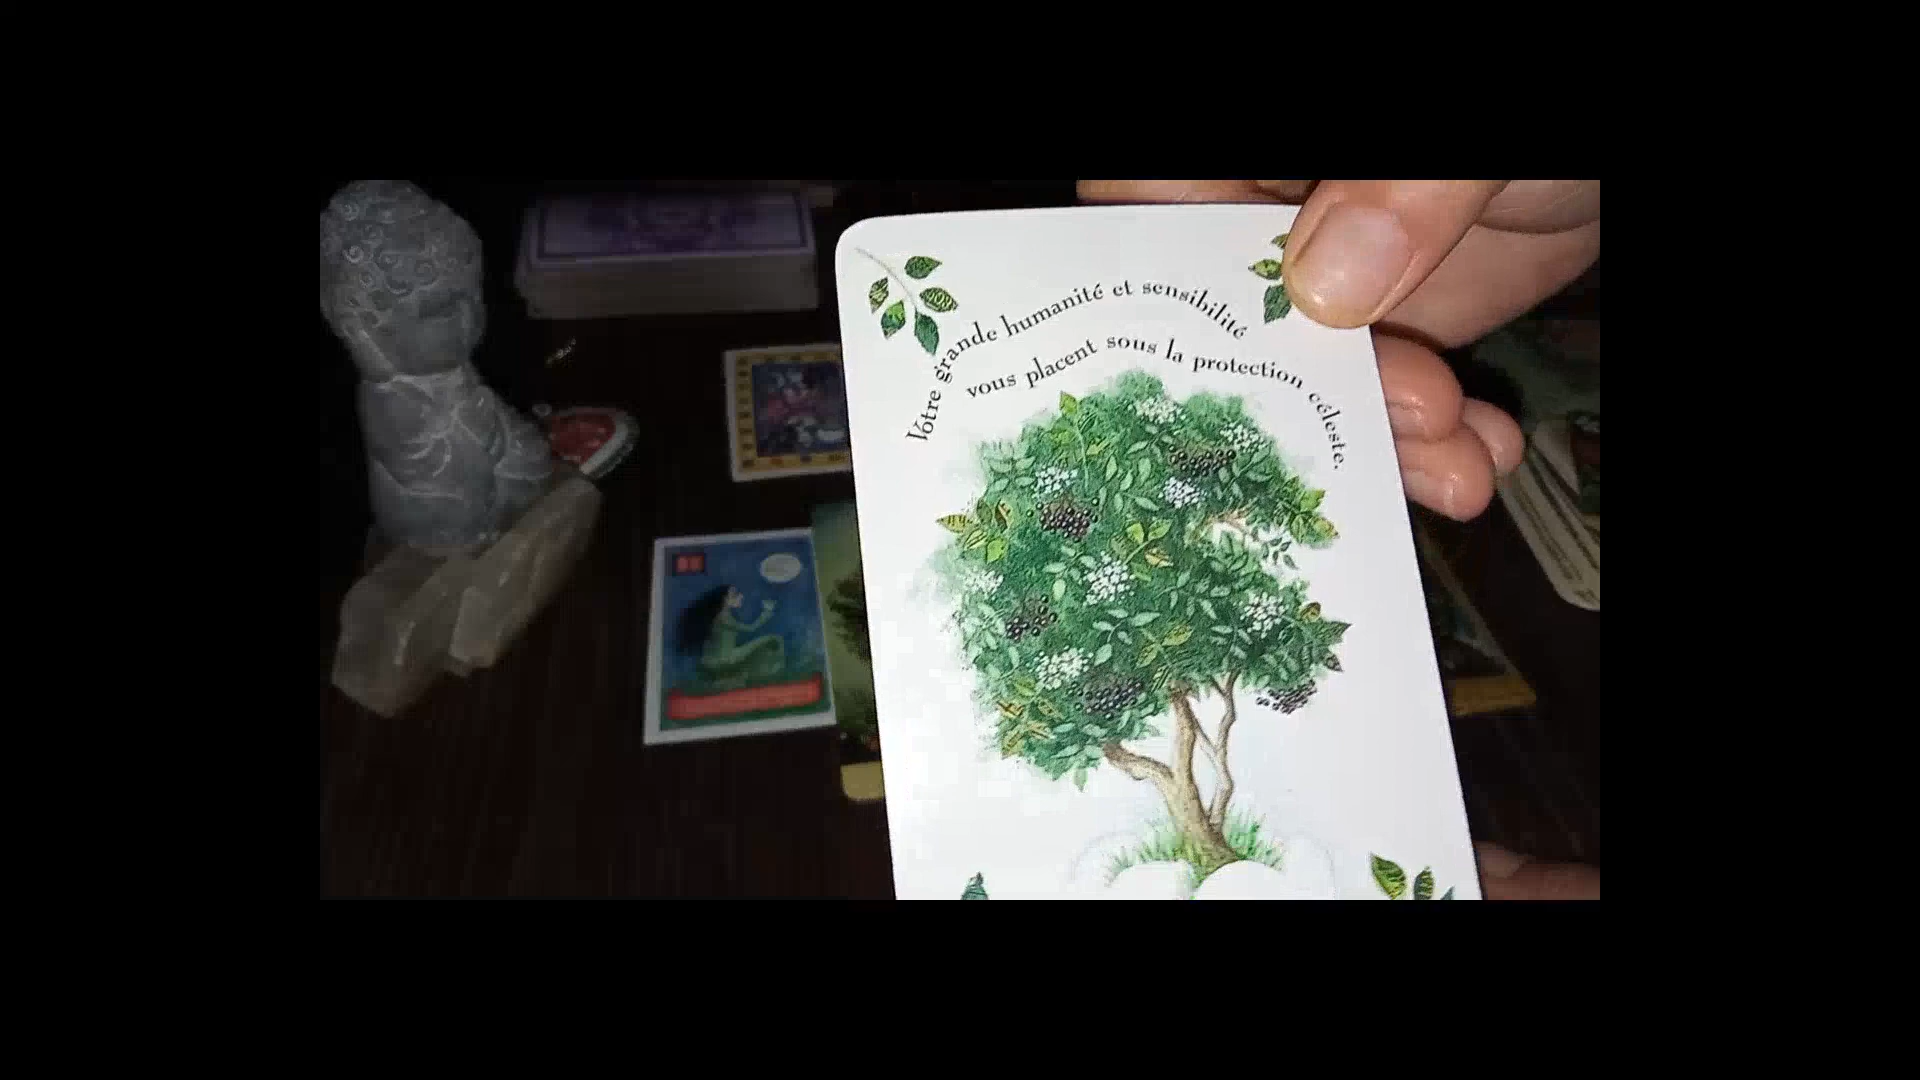 Votre grande humanité et sensibilité
vous placent sous la protection céleste.